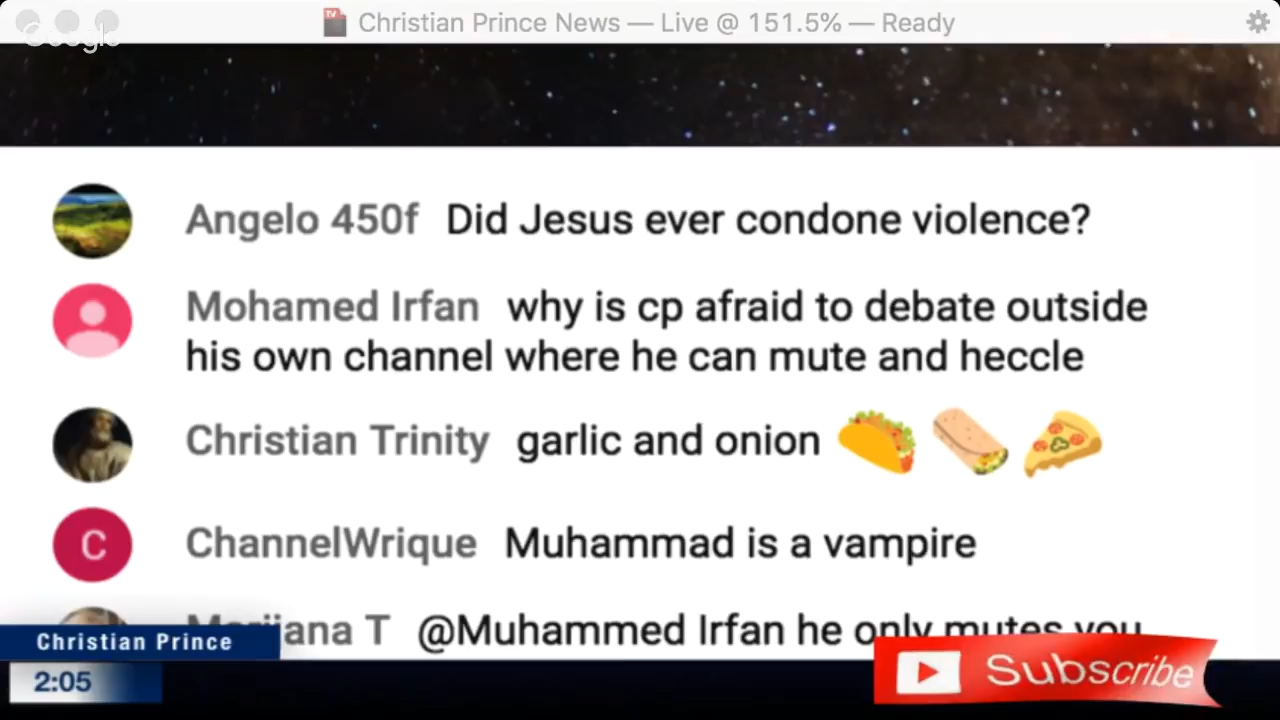 Christian Prince News — Live @ 151.5% — Ready
Google
Angelo 450f Did Jesus ever condone violence?
Mohamed Irfan why is cp afraid to debate outside
his own channel where he can mute and heccle
Christian Trinity garlic and onion
C ChannelWrique Muhammad is a vampire
Marijana T @Muhammed Irfan he only mutes you
Christian Prince
2:05
Subscribe